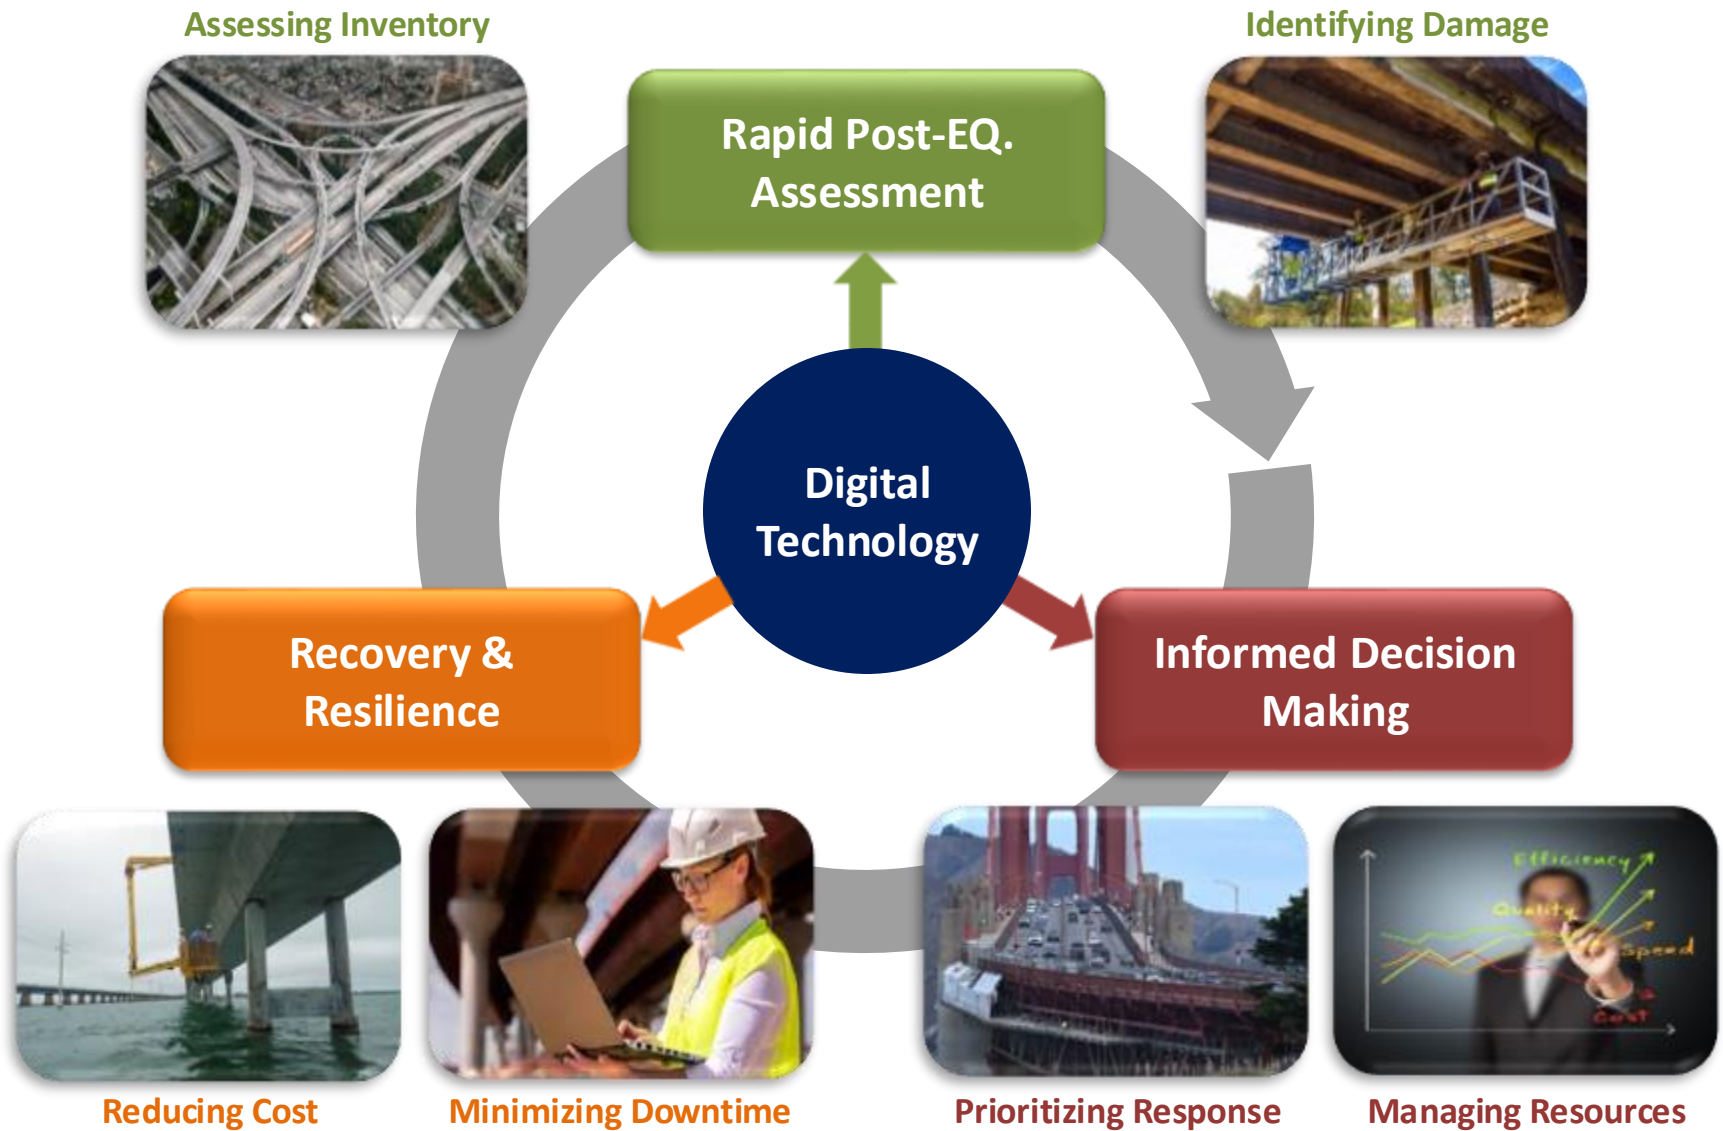 Assessing Inventory
Identifying Damage
Rapid Post-EQ.
Assessment
Digital
Technology
Recovery &
Resilience
Informed Decision
Making
Efficiency
Quality
Speed
Cost
Reducing Cost
Minimizing Downtime
Prioritizing Response
Managing Resources